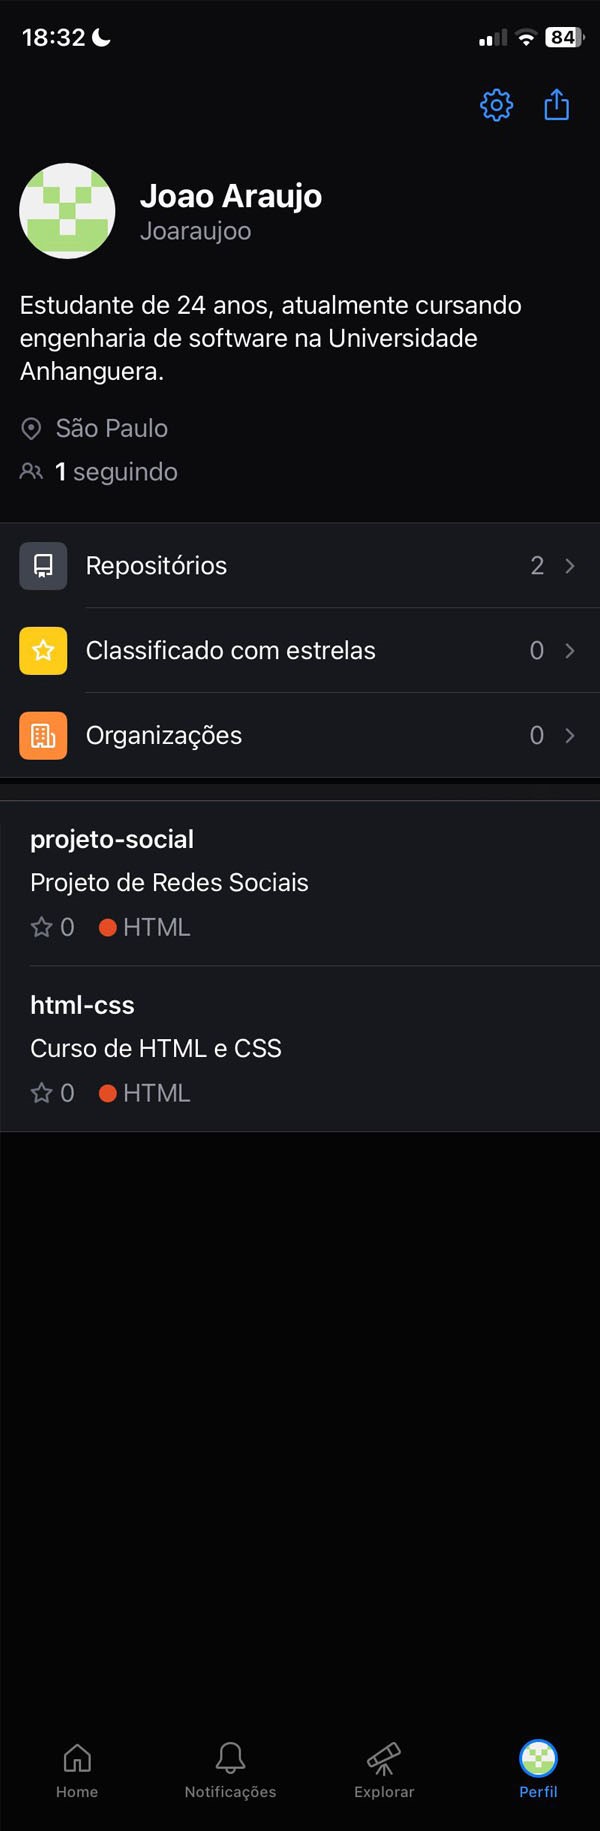 18:32
84
Joao Araujo
Joaraujoo
Estudante de 24 anos, atualmente cursando
engenharia de software na Universidade
Anhanguera.
São Paulo
1 seguindo
Repositórios 2
Classificado com estrelas 0
Organizações 0
projeto-social
Projeto de Redes Sociais
0 HTML
html-css
Curso de HTML e CSS
0 HTML
Home Notificações Explorar Perfil